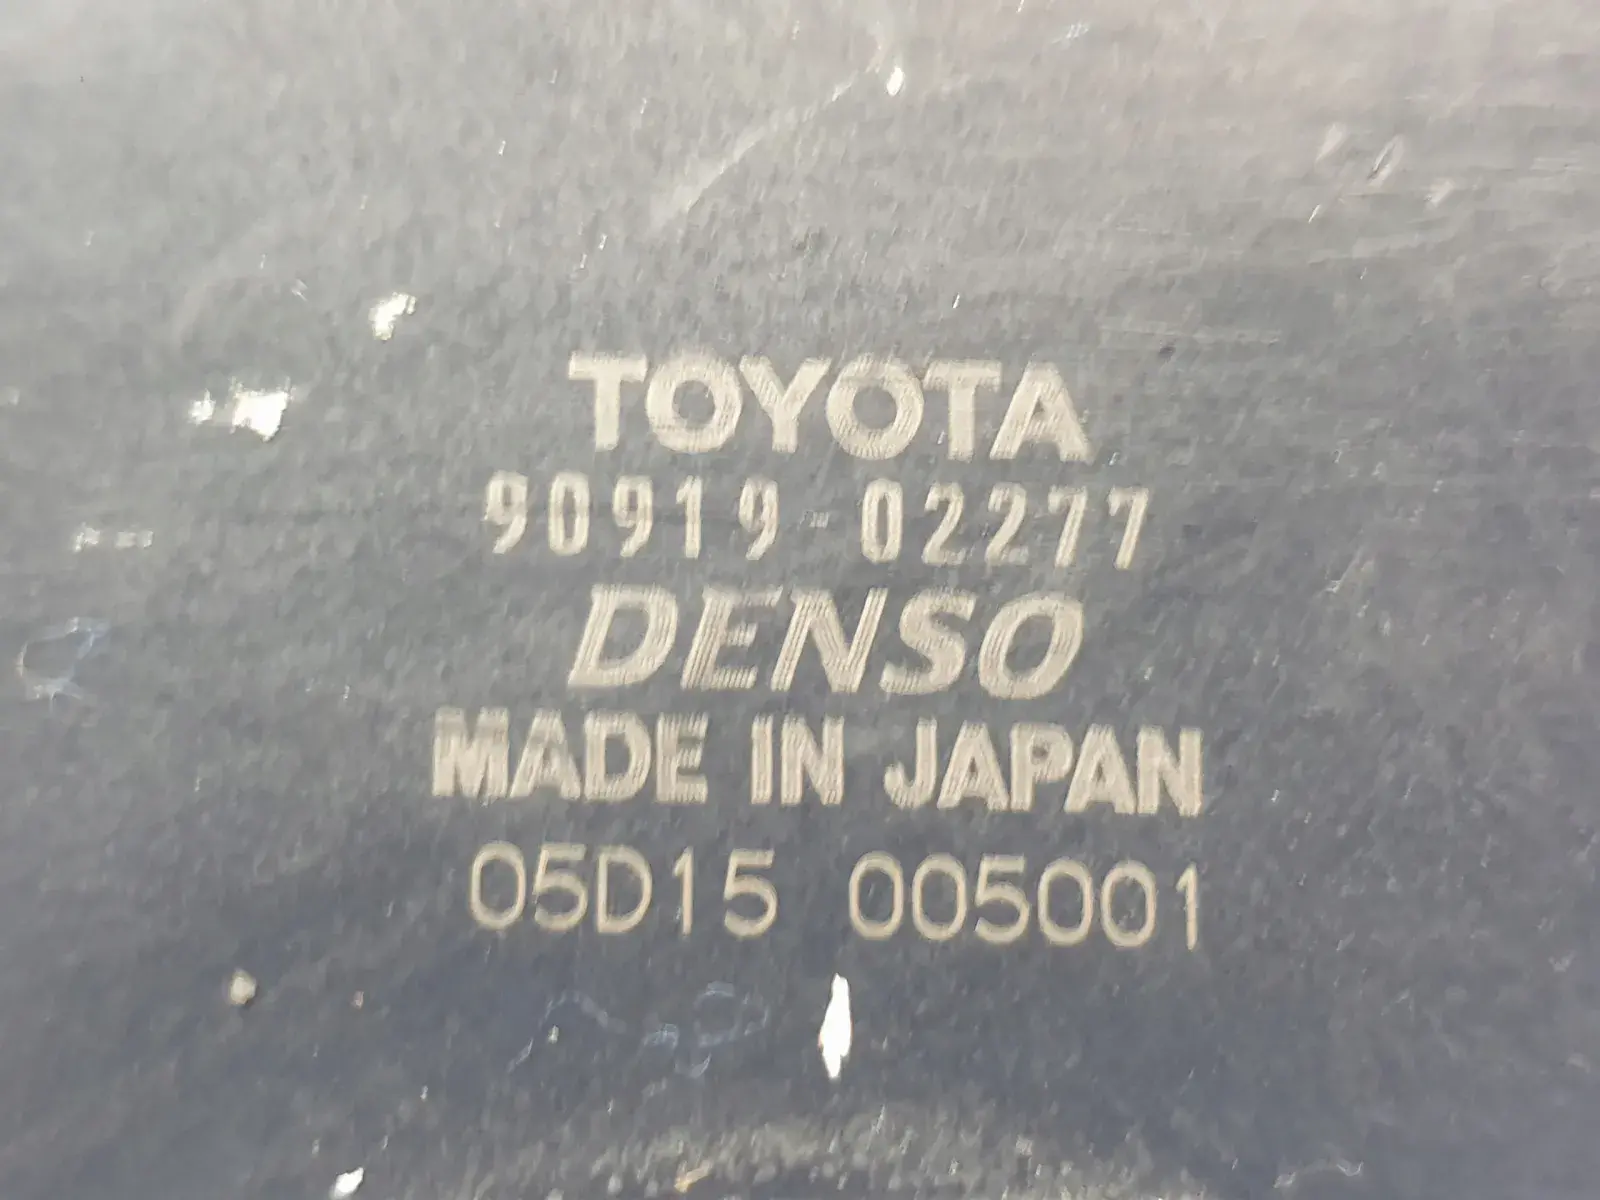 TOYOTA
90919-02277
DENSO
MADE IN JAPAN
05D15 005001